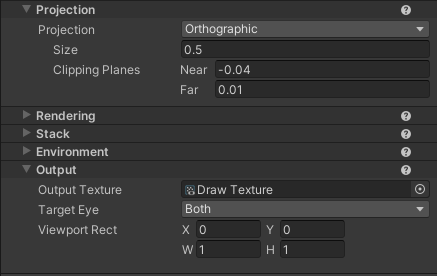 Projection
Projection Orthographic
Size 0.5
Clipping Planes Near -0.04
Far 0.01
Rendering
Stack
Environment
Output
Output Texture Draw Texture
Target Eye Both
Viewport Rect X 0 Y 0
W 1 H 1